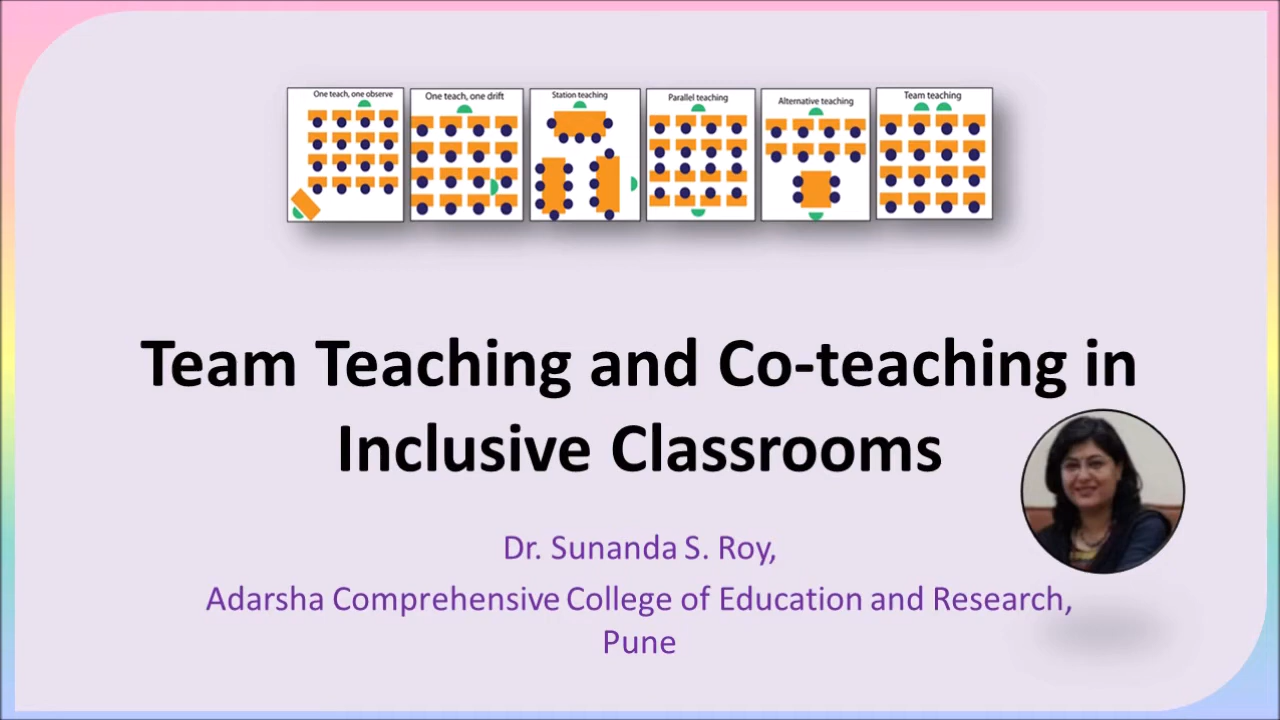 One teach, one observe
One teach, one drift
Station teaching
Parallel teaching
Alternative teaching
Team teaching
Team Teaching and Co-teaching in
Inclusive Classrooms
Dr. Sunanda S. Roy,
Adarsha Comprehensive College of Education and Research,
Pune